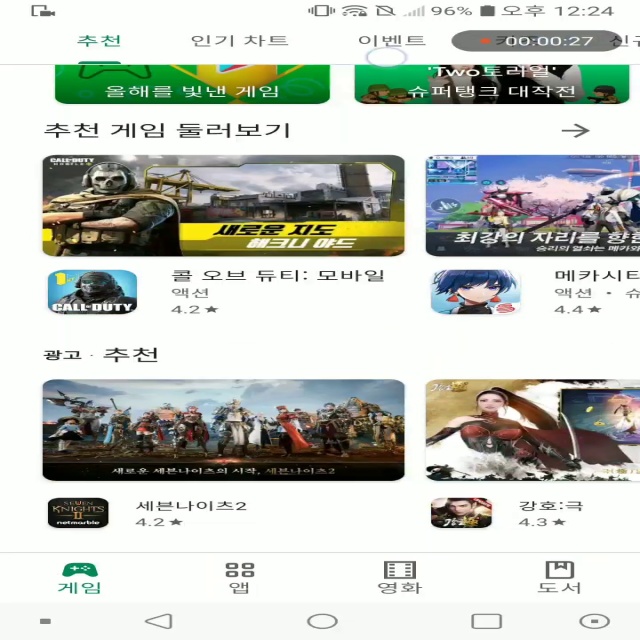 96% 오후 12:24
추천 인기 차트 이벤트 00:00:27
올해를 빛낸 게임
'Two토러일'
슈퍼탱크 대작전
추천 게임 둘러보기
CALL·DUTY
MOBILE
새로운 지도
해크니 야드
최강의 자리를 향한
승리의 열쇠는 메카와
CALL·DUTY
콜 오브 듀티: 모바일
액션
4.2★
메카시티
액션 · 슈
4.4★
광고 · 추천
새로운 세븐나이츠의 시작, 세븐나이츠2
SEVEN
KNIGHTS
II
netmarble
세븐나이츠2
4.2★
강호:극
4.3★
게임 앱 영화 도서